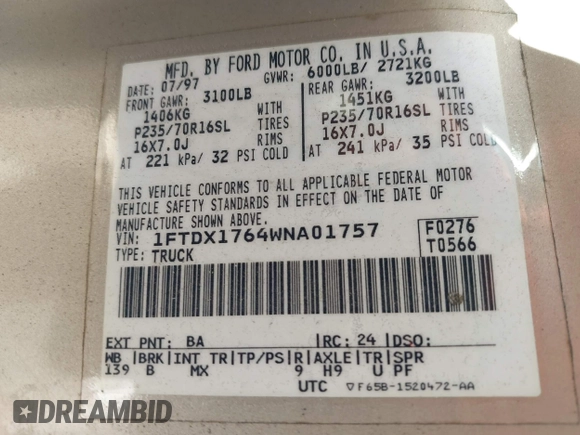 MFD. BY FORD MOTOR CO. IN U.S.A.
DATE: 07/97 GVWR: 6000LB/ 2721KG
FRONT GAWR: 3100LB REAR GAWR: 3200LB
1406KG WITH 1451KG WITH
P235/70R16SL TIRES P235/70R16SL TIRES
16X7.0J RIMS 16X7.0J RIMS
AT 221 kPa/ 32 PSI COLD AT 241 kPa/ 35 PSI COLD
THIS VEHICLE CONFORMS TO ALL APPLICABLE FEDERAL MOTOR
VEHICLE SAFETY STANDARDS IN EFFECT ON THE DATE OF
MANUFACTURE SHOWN ABOVE.
VIN: 1FTDX1764WNA01757 F0276
TYPE: TRUCK T0566
EXT PNT: BA RC: 24 DSO:
WB BRK INT TR TP/PS R AXLE TR SPR
139 B MX 9 H9 U PF
UTC F65B-1520472-AA
DREAMBID